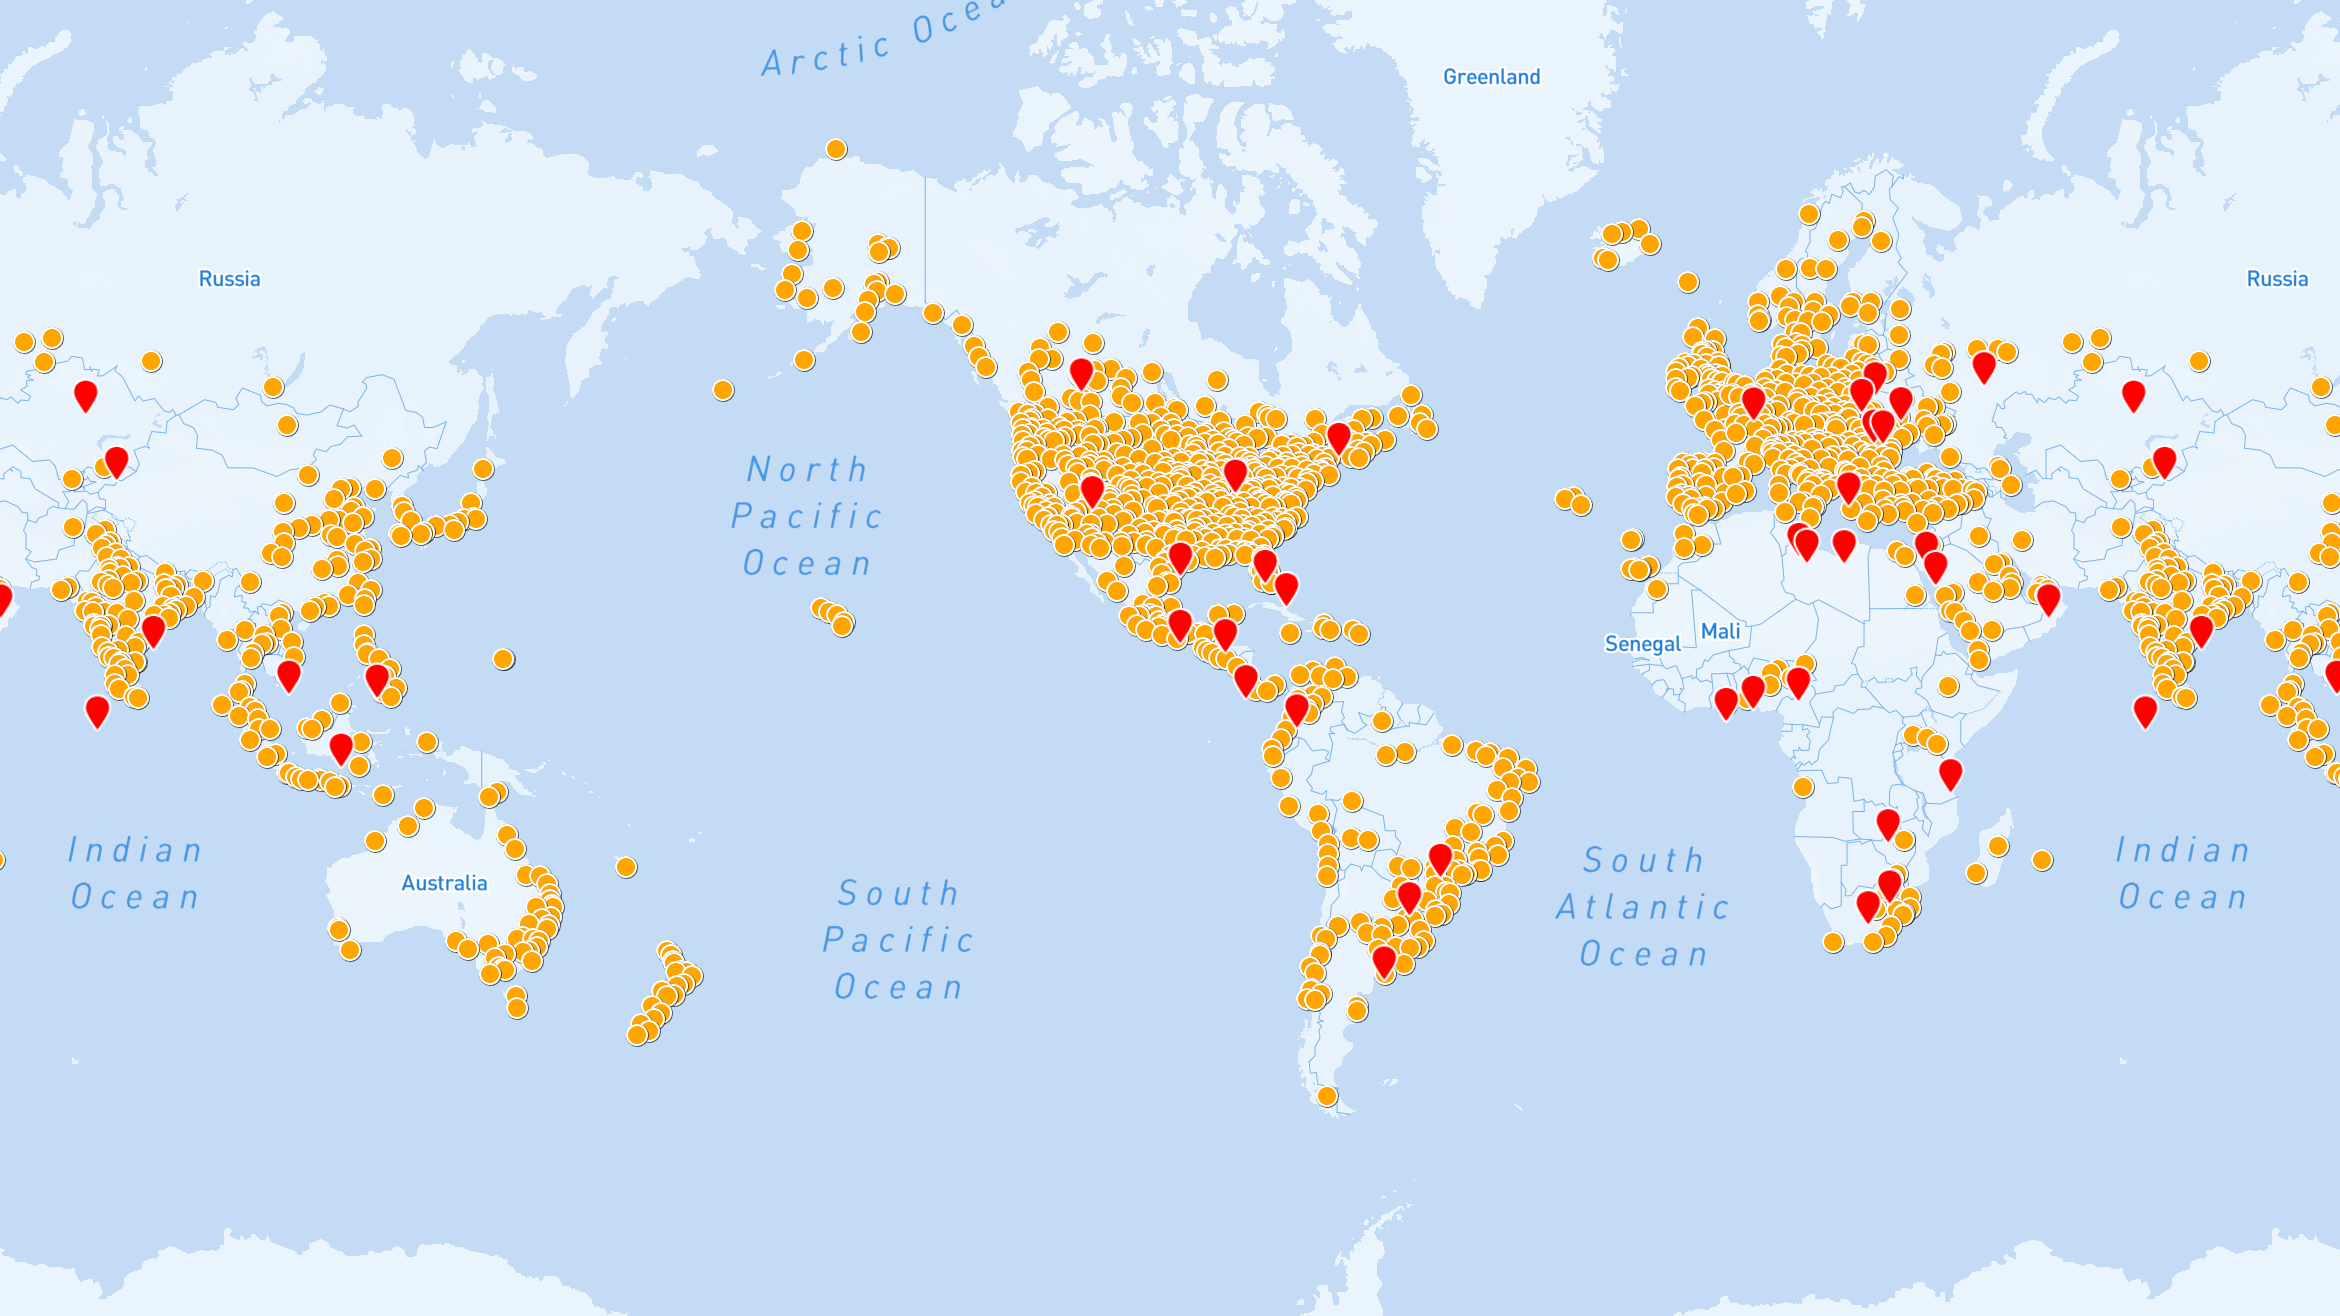 Arctic Ocea
Greenland
Russia
Russia
North
Pacific
Ocean
Senegal
Mali
Indian
Ocean
Australia
South
Pacific
Ocean
South
Atlantic
Ocean
Indian
Ocean